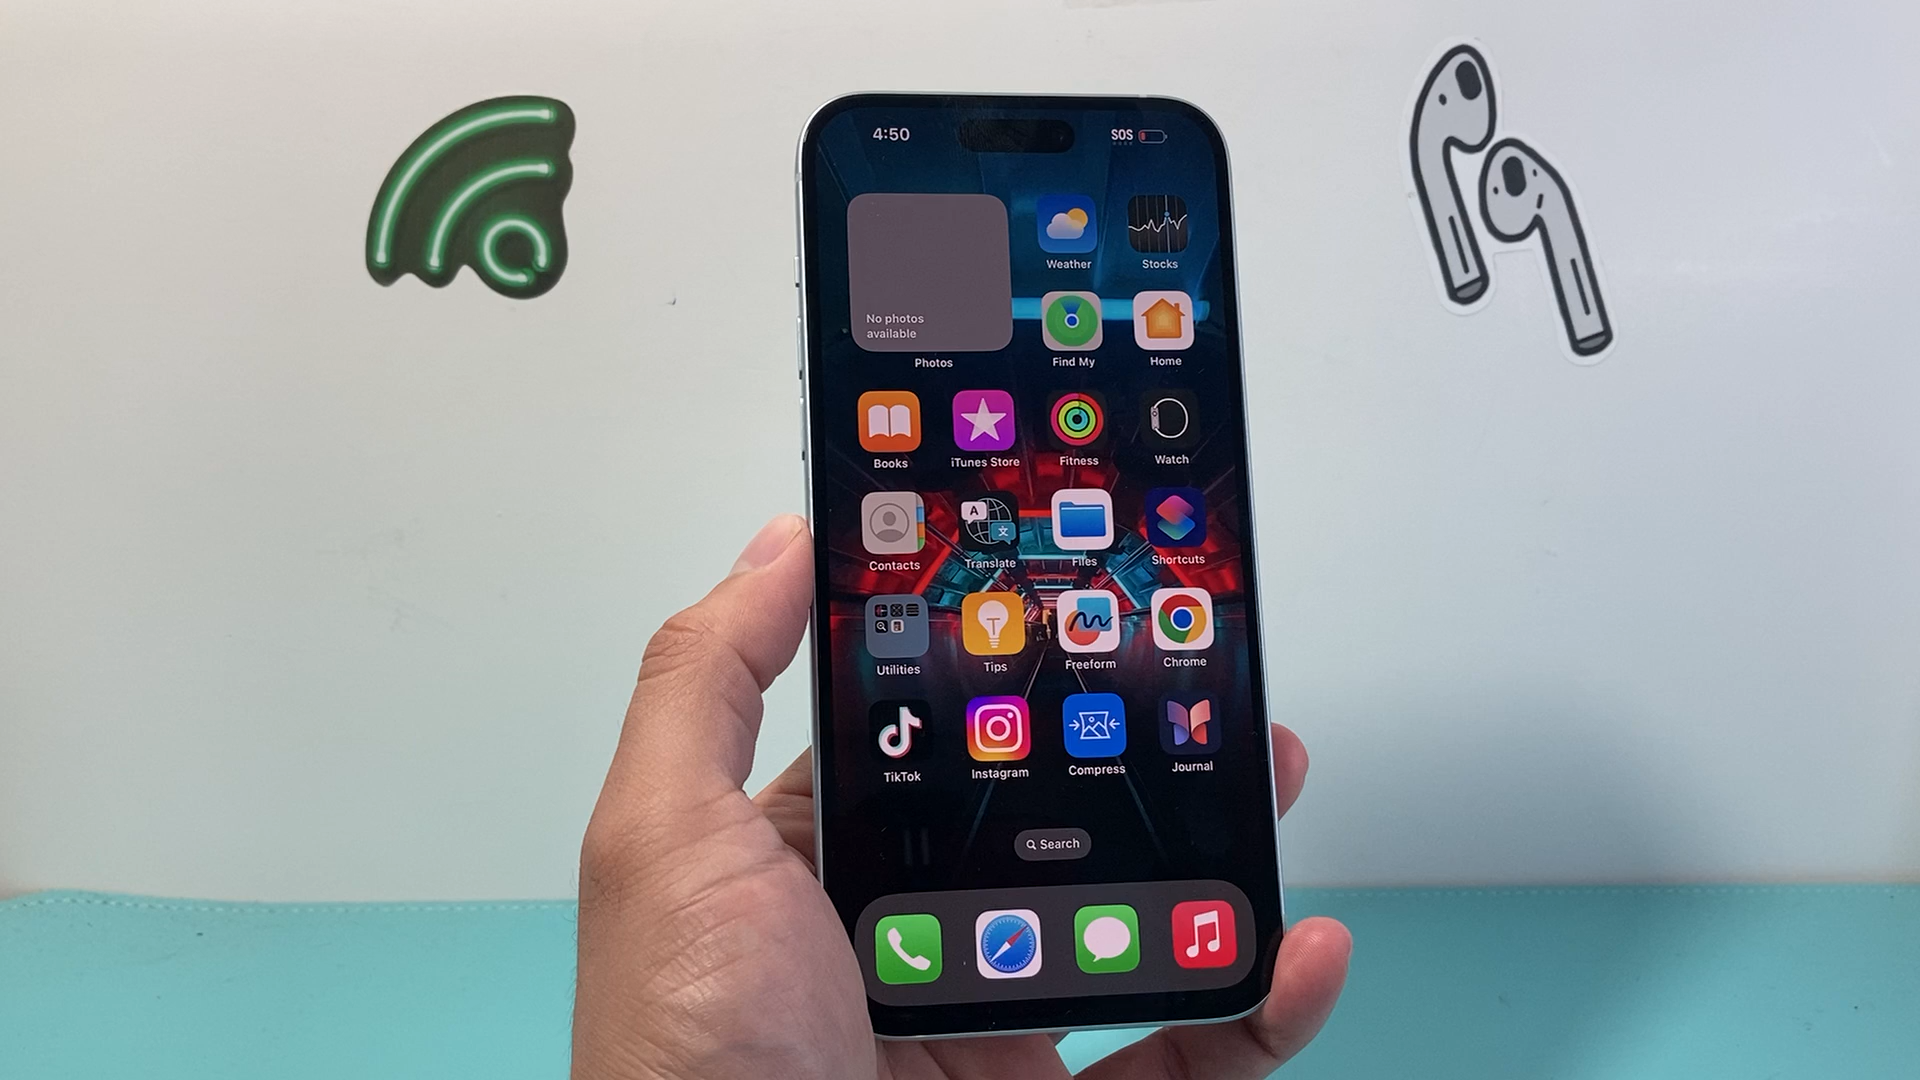 4:50
SOS
No photos
available
Photos
Weather
Stocks
Find My
Home
Books
iTunes Store
Fitness
Watch
Contacts
A
文
Translate
Files
Shortcuts
Utilities
Tips
Freeform
Chrome
TikTok
Instagram
Compress
Journal
Search